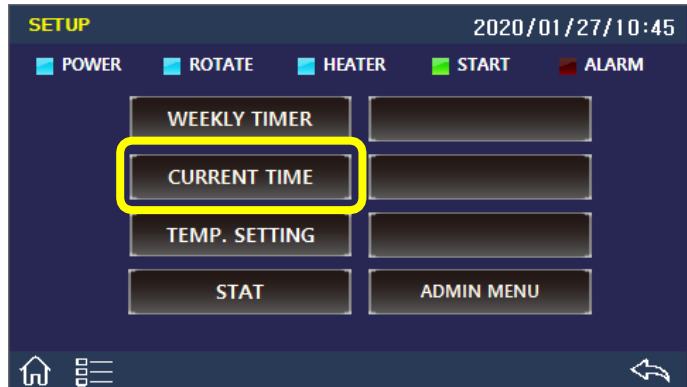 SETUP 2020/01/27/10:45
POWER ROTATE HEATER START ALARM
WEEKLY TIMER
CURRENT TIME
TEMP. SETTING
STAT ADMIN MENU